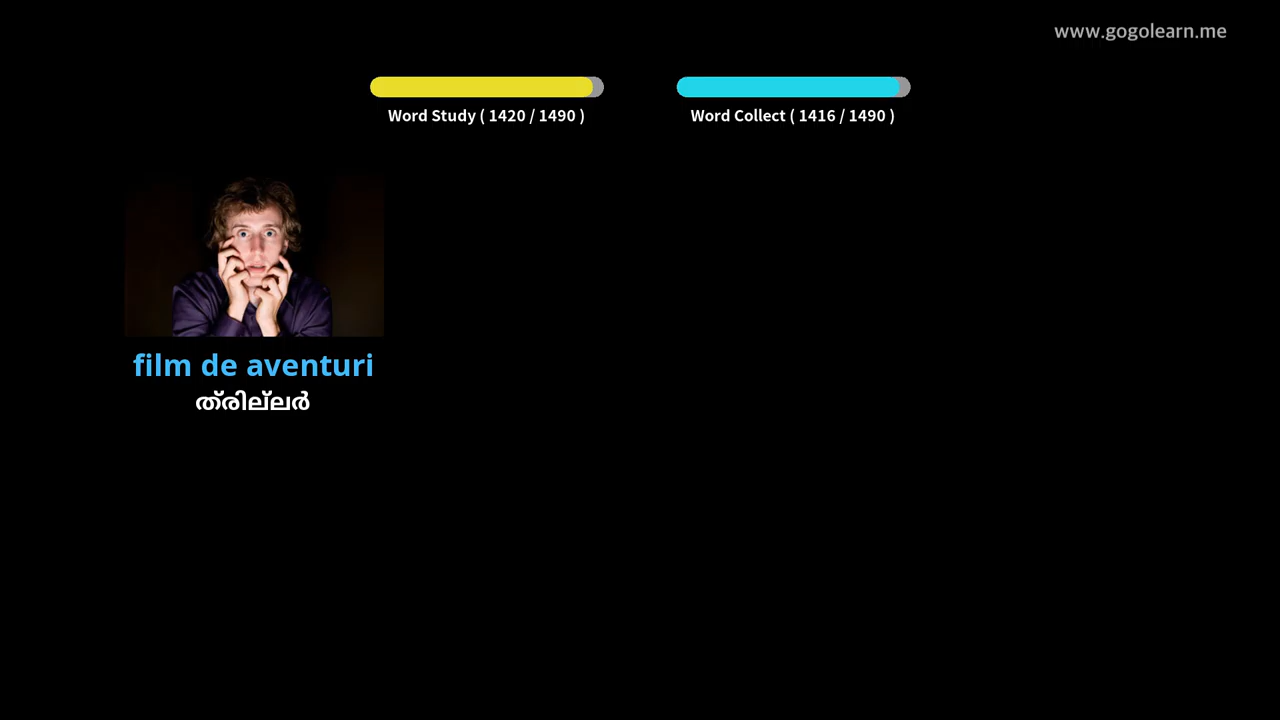 www.gogolearn.me
Word Study ( 1420 / 1490 )
Word Collect ( 1416 / 1490 )
film de aventuri
ത്രില്ലർ